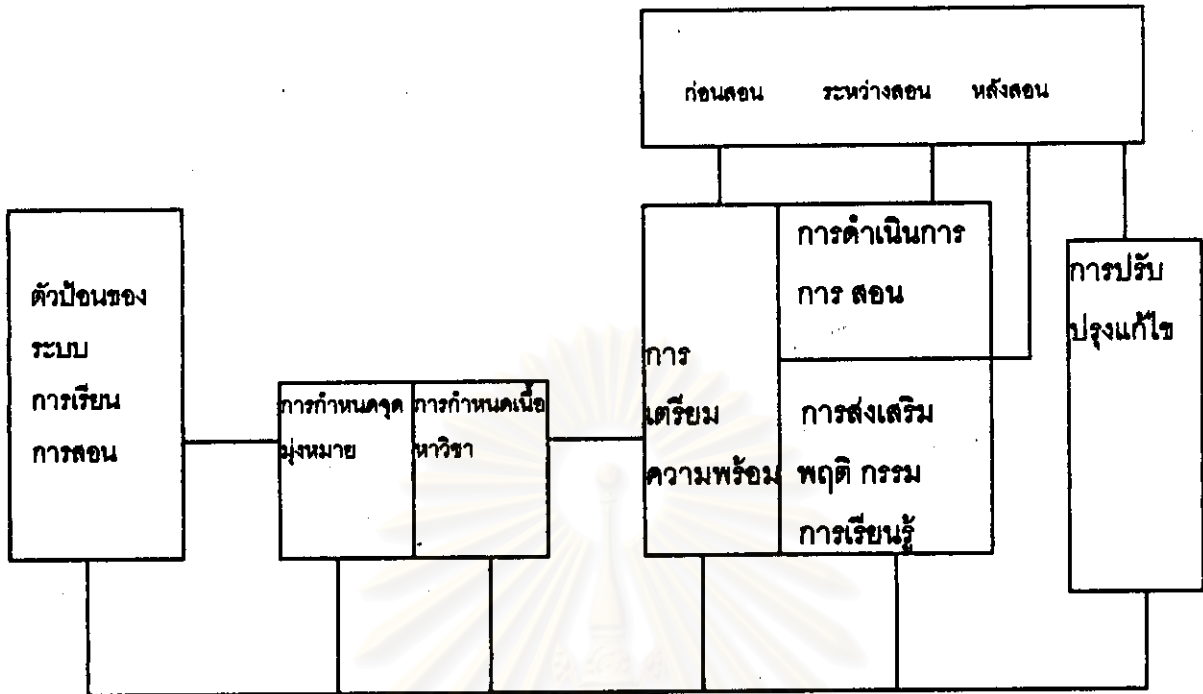 ก่อนสอน ระหว่างสอน หลังสอน
ตัวป้อนของ
ระบบ
การเรียน
การสอน
การกำหนดจุด
มุ่งหมาย
การกำหนดเนื้อ
หาวิชา
การ
เตรียม
ความพร้อม
การดำเนินการ
การ สอน
การส่งเสริม
พฤติ กรรม
การเรียนรู้
การปรับ
ปรุงแก้ไข